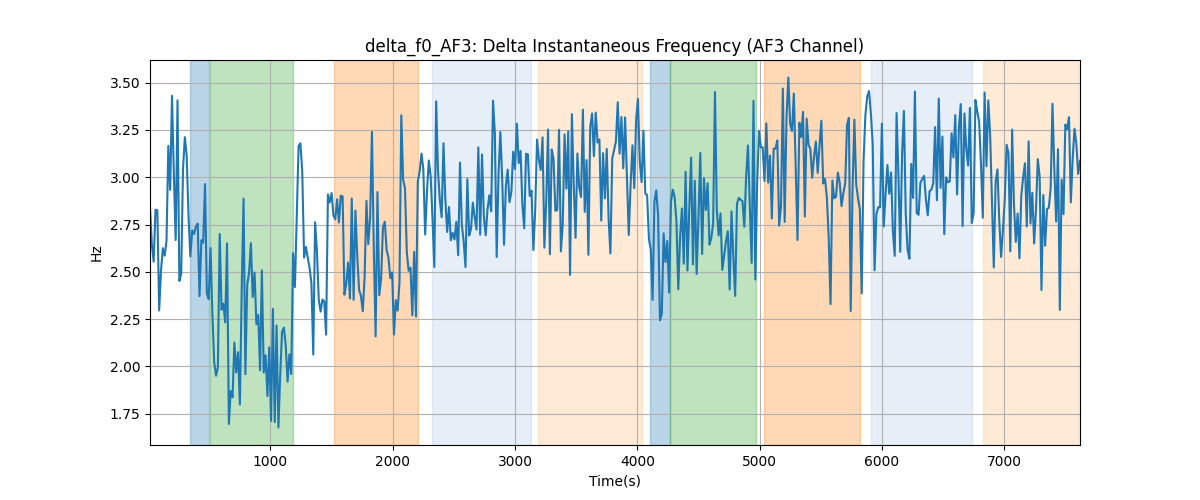 delta_f0_AF3: Delta Instantaneous Frequency (AF3 Channel)
3.50
3.25
3.00
2.75
2.50
2.25
2.00
1.75
Hz
1000 2000 3000 4000 5000 6000 7000
Time(s)